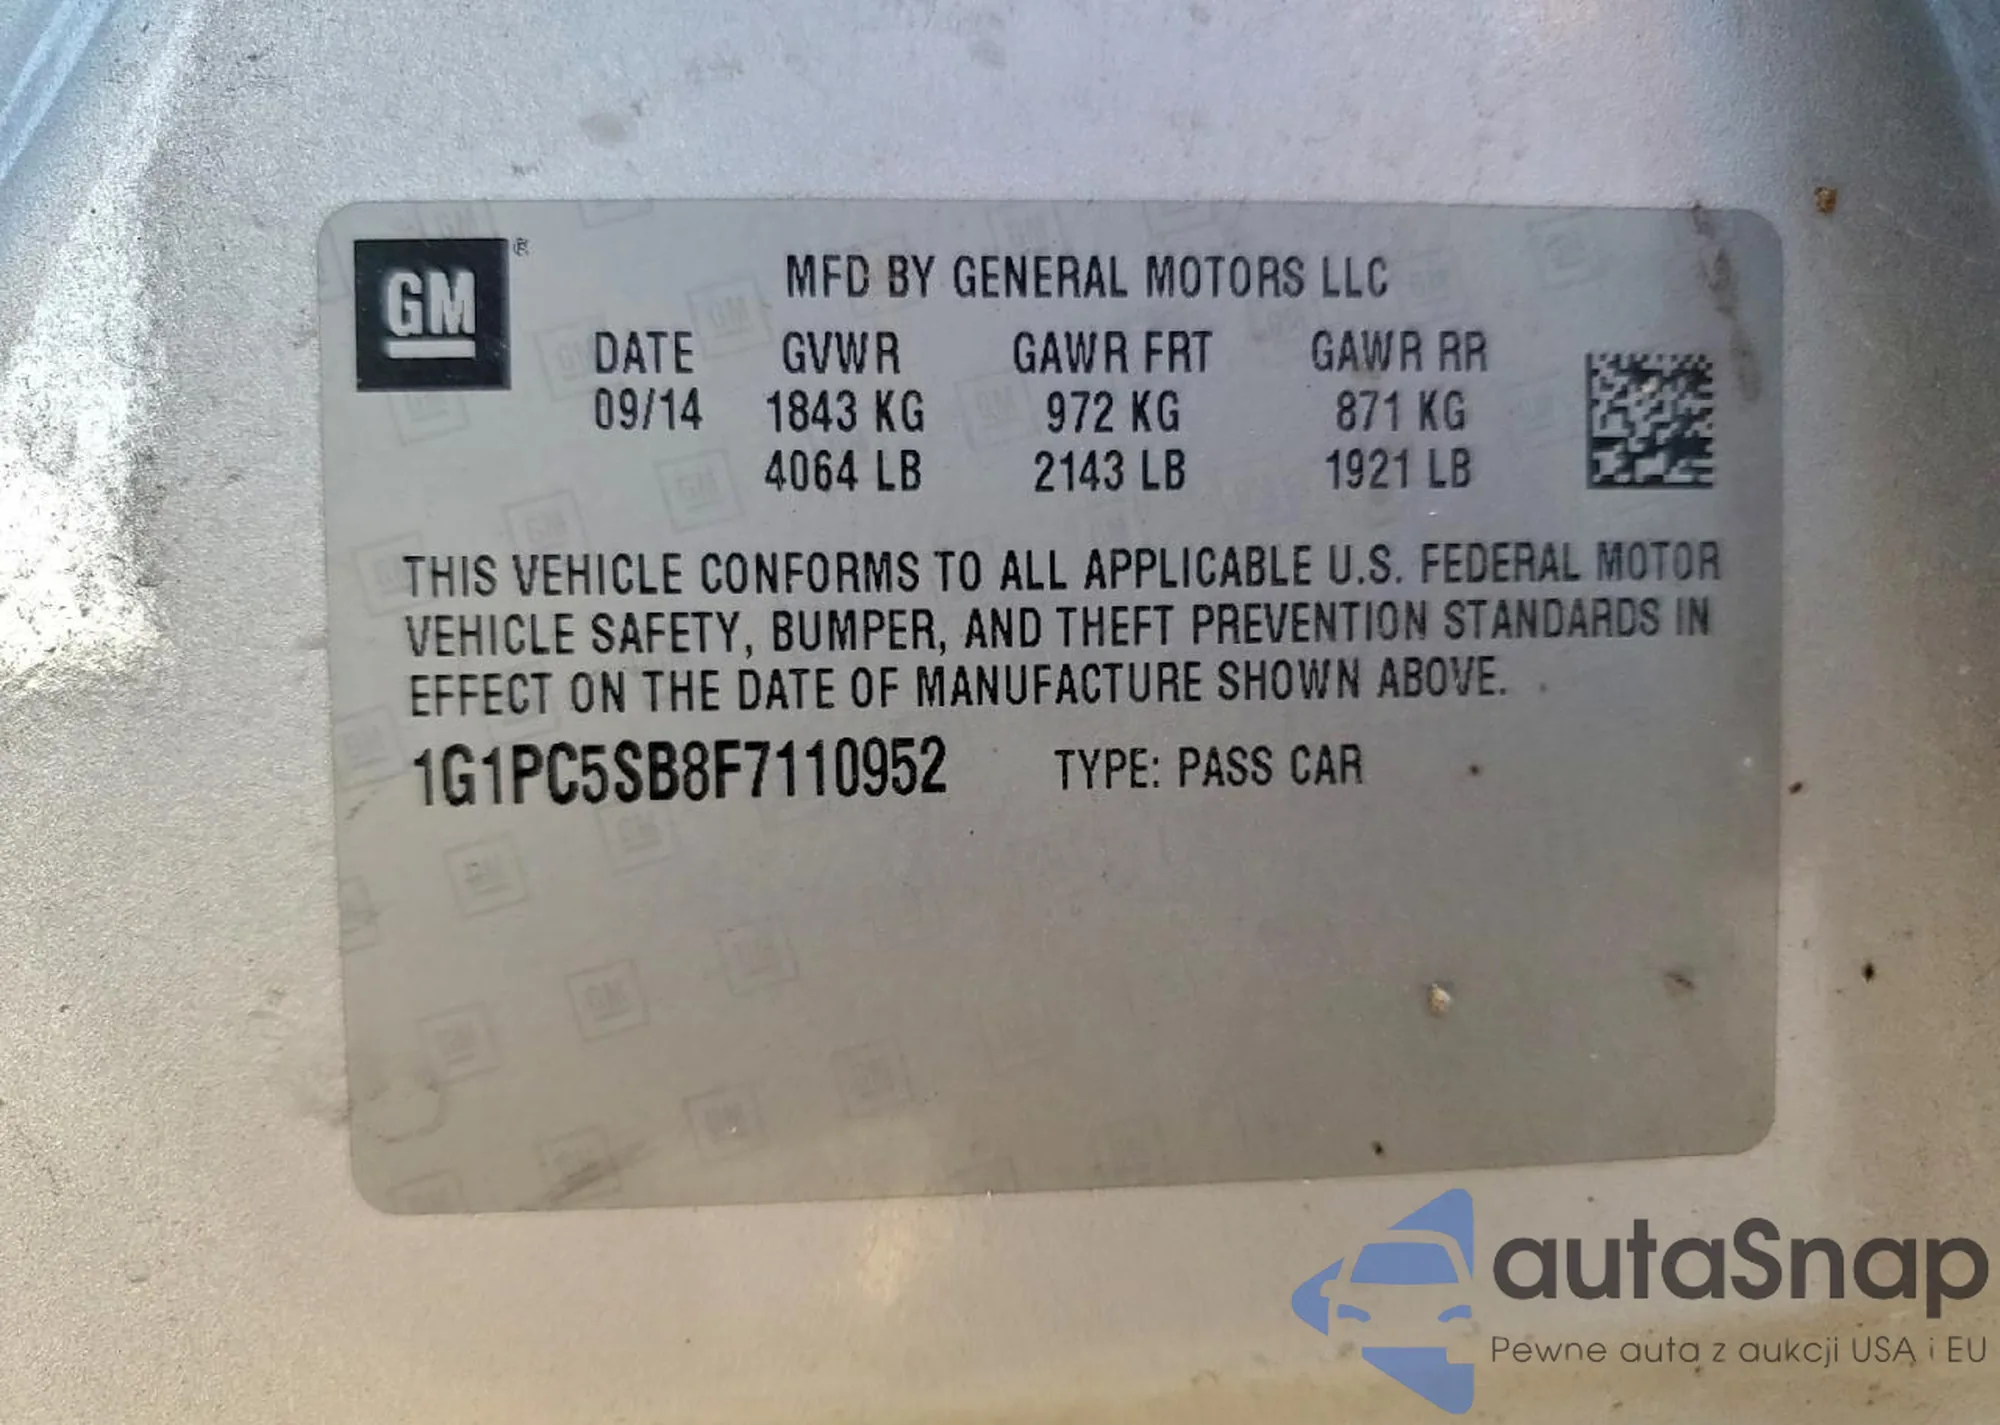 GM ®
MFD BY GENERAL MOTORS LLC
DATE GVWR GAWR FRT GAWR RR
09/14 1843 KG 972 KG 871 KG
4064 LB 2143 LB 1921 LB
THIS VEHICLE CONFORMS TO ALL APPLICABLE U.S. FEDERAL MOTOR
VEHICLE SAFETY, BUMPER, AND THEFT PREVENTION STANDARDS IN
EFFECT ON THE DATE OF MANUFACTURE SHOWN ABOVE.
1G1PC5SB8F7110952 TYPE: PASS CAR
autaSnap
Pewne auta z aukcji USA i EU